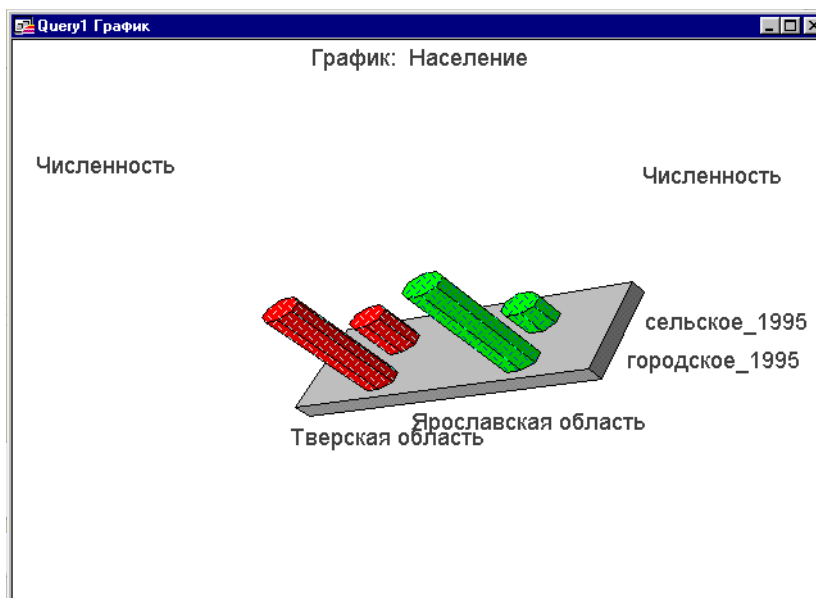 Query1 График
График: Население
Численность
Численность
сельское_1995
городское_1995
Ярославская область
Тверская область